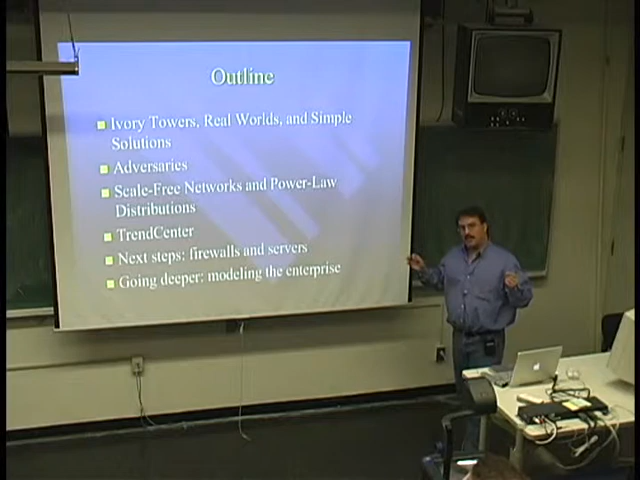 Outline
Ivory Towers, Real Worlds, and Simple
Solutions
Adversaries
Scale-Free Networks and Power-Law
Distributions
TrendCenter
Next steps: firewalls and servers
Going deeper: modeling the enterprise